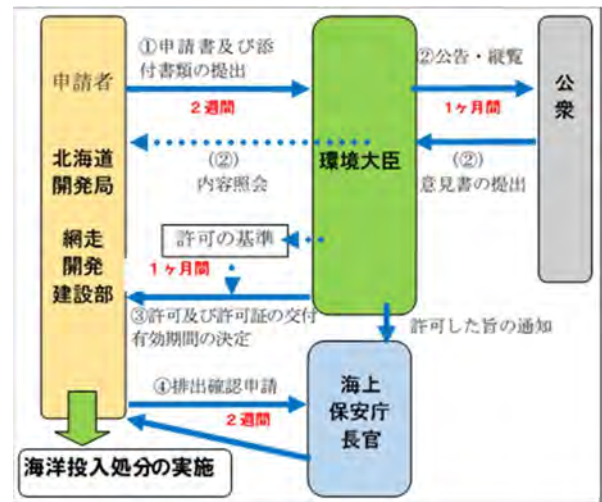 ①申請書及び添
付書類の提出
2週間
②公告・縦覧
1ヶ月間
公
衆
申請者
北海道
開発局
網走
開発
建設部
(②)
内容照会
環境大臣
(②)
意見書の提出
許可の基準
1ヶ月間
③許可及び許可証の交付
有効期間の決定
許可した旨の通知
④排出確認申請
2週間
海上
保安庁
長官
海洋投入処分の実施